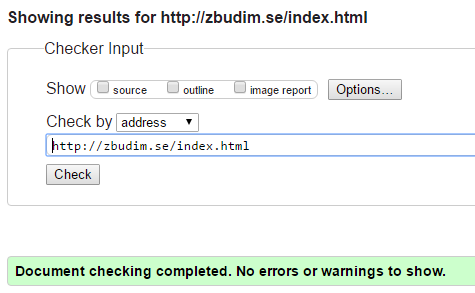 Showing results for http://zbudim.se/index.html
Checker Input
Show source outline image report Options...
Check by address
http://zbudim.se/index.html
Check
Document checking completed. No errors or warnings to show.